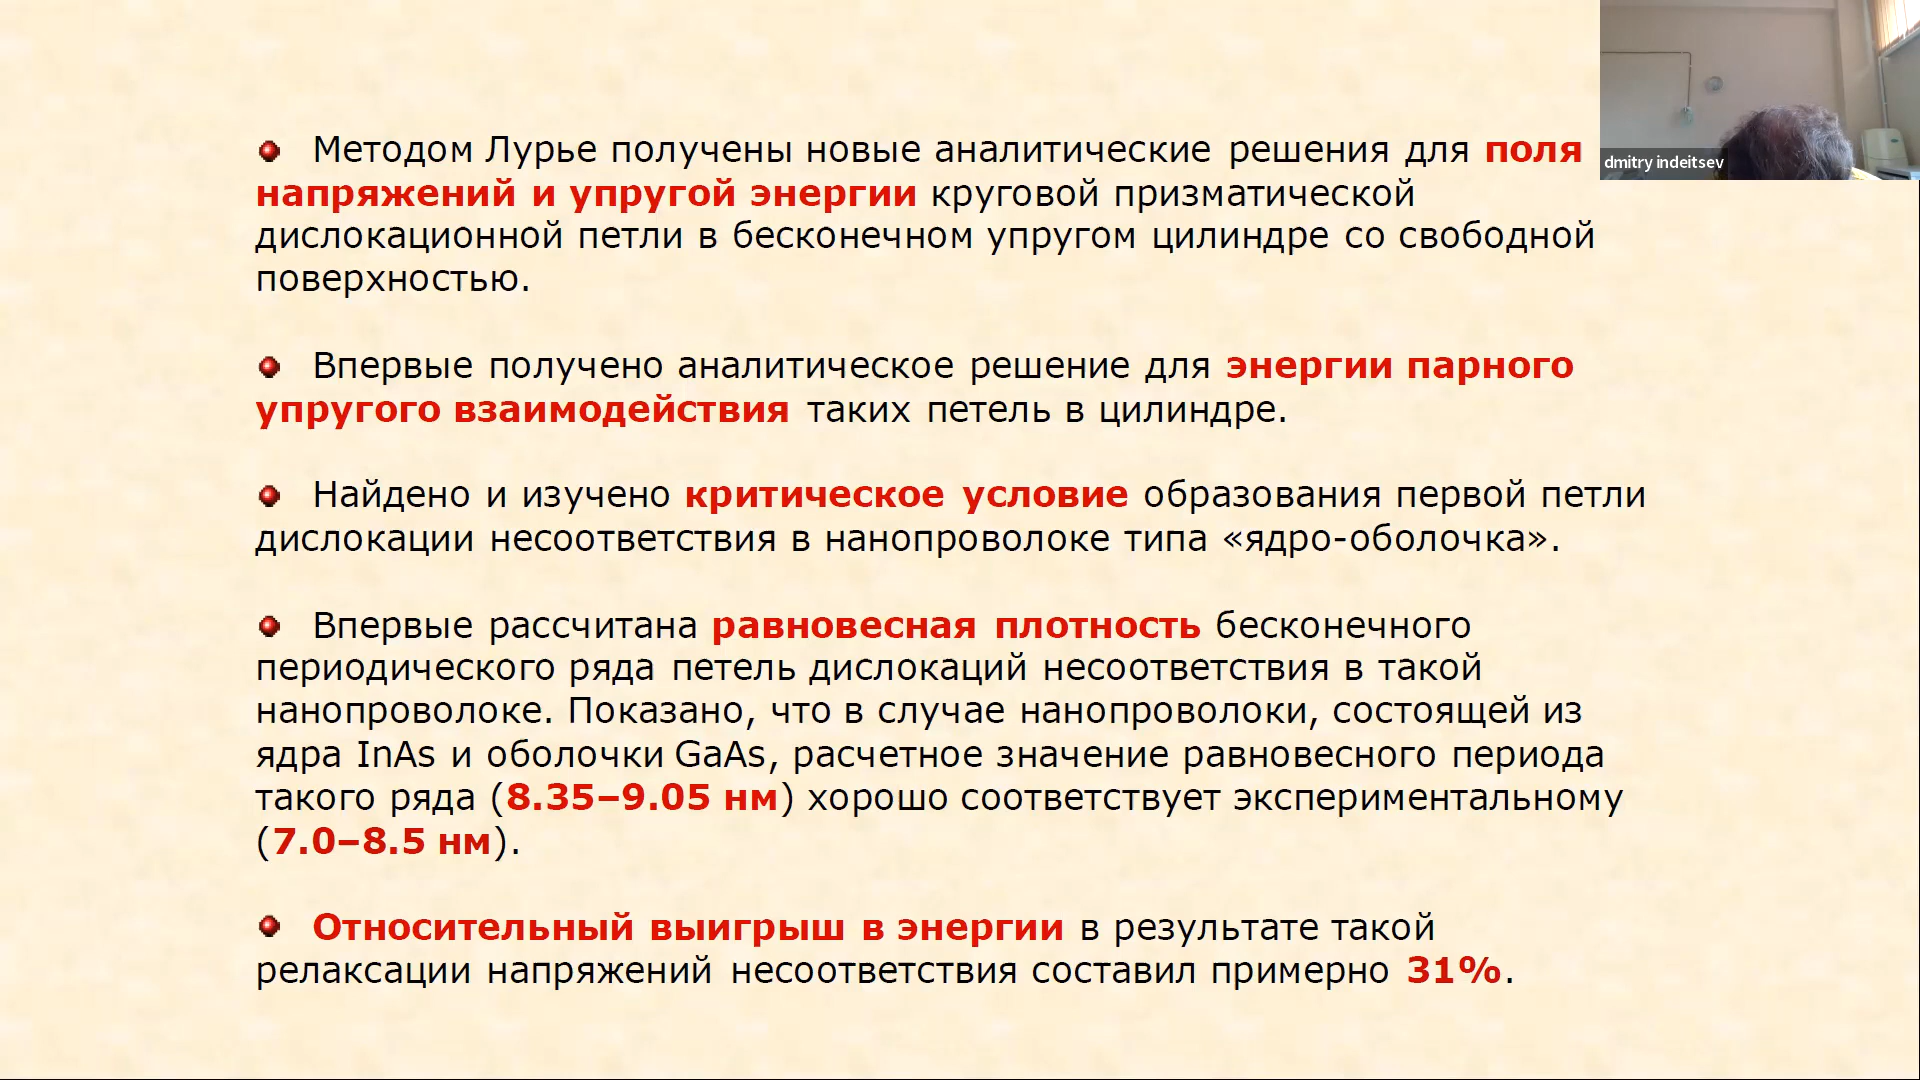 Методом Лурье получены новые аналитические решения для поля
напряжений и упругой энергии круговой призматической
дислокационной петли в бесконечном упругом цилиндре со свободной
поверхностью.
Впервые получено аналитическое решение для энергии парного
упругого взаимодействия таких петель в цилиндре.
Найдено и изучено критическое условие образования первой петли
дислокации несоответствия в нанопроволоке типа «ядро-оболочка».
Впервые рассчитана равновесная плотность бесконечного
периодического ряда петель дислокаций несоответствия в такой
нанопроволоке. Показано, что в случае нанопроволоки, состоящей из
ядра InAs и оболочки GaAs, расчетное значение равновесного периода
такого ряда (8.35–9.05 нм) хорошо соответствует экспериментальному
(7.0–8.5 нм).
Относительный выигрыш в энергии в результате такой
релаксации напряжений несоответствия составил примерно 31%.
dmitry indeitsev